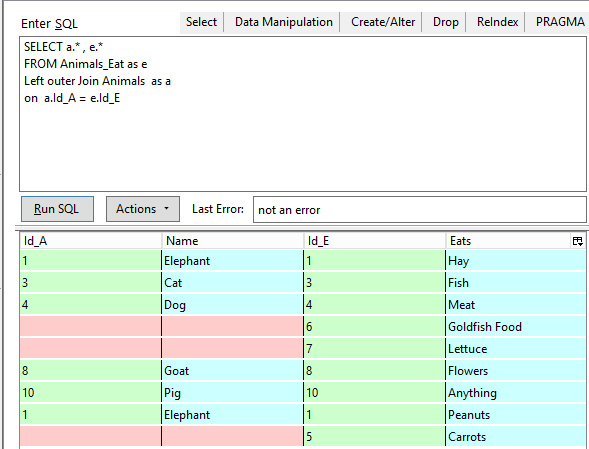 Enter SQL Select Data Manipulation Create/Alter Drop ReIndex PRAGMA
SELECT a.* , e.*
FROM Animals_Eat as e
Left outer Join Animals  as a
on  a.Id_A = e.Id_E
Run SQL Actions Last Error: not an error
Id_A Name Id_E Eats
1 Elephant 1 Hay
3 Cat 3 Fish
4 Dog 4 Meat
6 Goldfish Food
7 Lettuce
8 Goat 8 Flowers
10 Pig 10 Anything
1 Elephant 1 Peanuts
5 Carrots